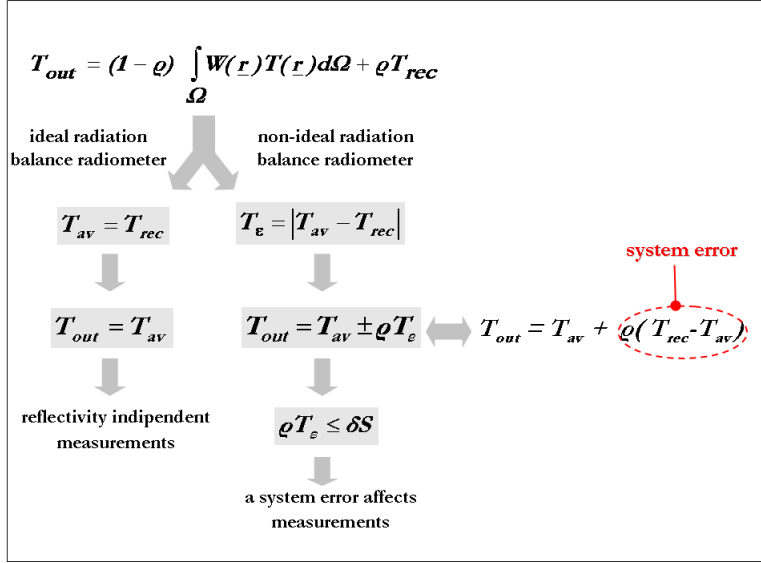 T_out = (1 − ϱ) ∫_Ω W(r)T(r)dΩ + ϱT_rec
ideal radiation
balance radiometer
non-ideal radiation
balance radiometer
T_av = T_rec
T_ε = |T_av − T_rec|
system error
T_out = T_av
T_out = T_av ± ϱT_ε
T_out = T_av + ϱ( T_rec-T_av)
reflectivity indipendent
measurements
ϱT_ε ≤ δS
a system error affects
measurements